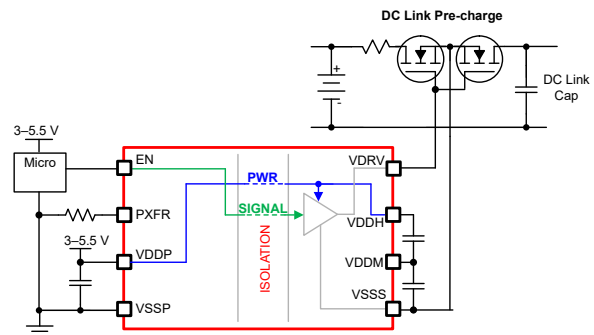 DC Link Pre-charge
+
-
DC Link
Cap
3–5.5 V
Micro
EN
VDRV
PWR
SIGNAL
ISOLATION
PXFR
VDDH
3–5.5 V
VDDP
VDDM
VSSS
VSSP